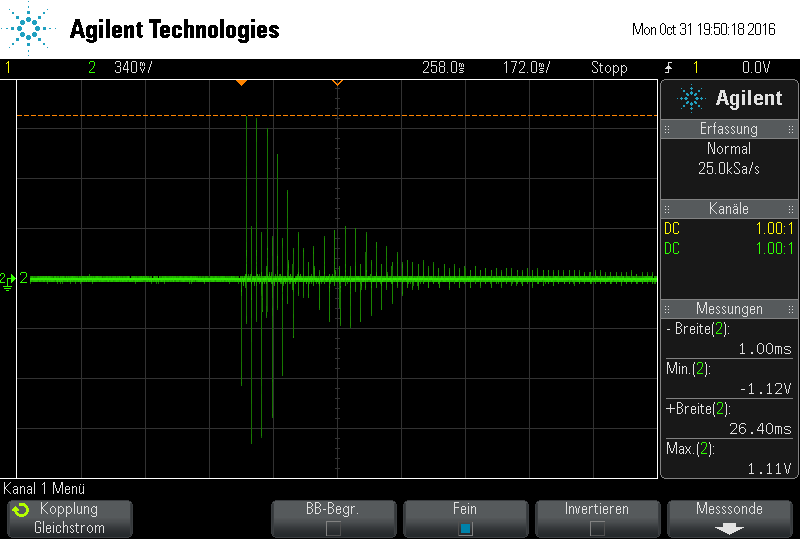 Agilent Technologies
Mon Oct 31 19:50:18 2016
1 2 340mV/ 258.0ms 172.0ms/ Stopp 1 0.0V
Agilent
Erfassung
Normal
25.0kSa/s
Kanäle
DC 1.00:1
DC 1.00:1
Messungen
- Breite(2):
1.00ms
Min.(2):
-1.12V
+Breite(2):
26.40ms
Max.(2):
1.11V
2 2
Kanal 1 Menü
Kopplung
Gleichstrom
BB-Begr.
Fein
Invertieren
Messsonde